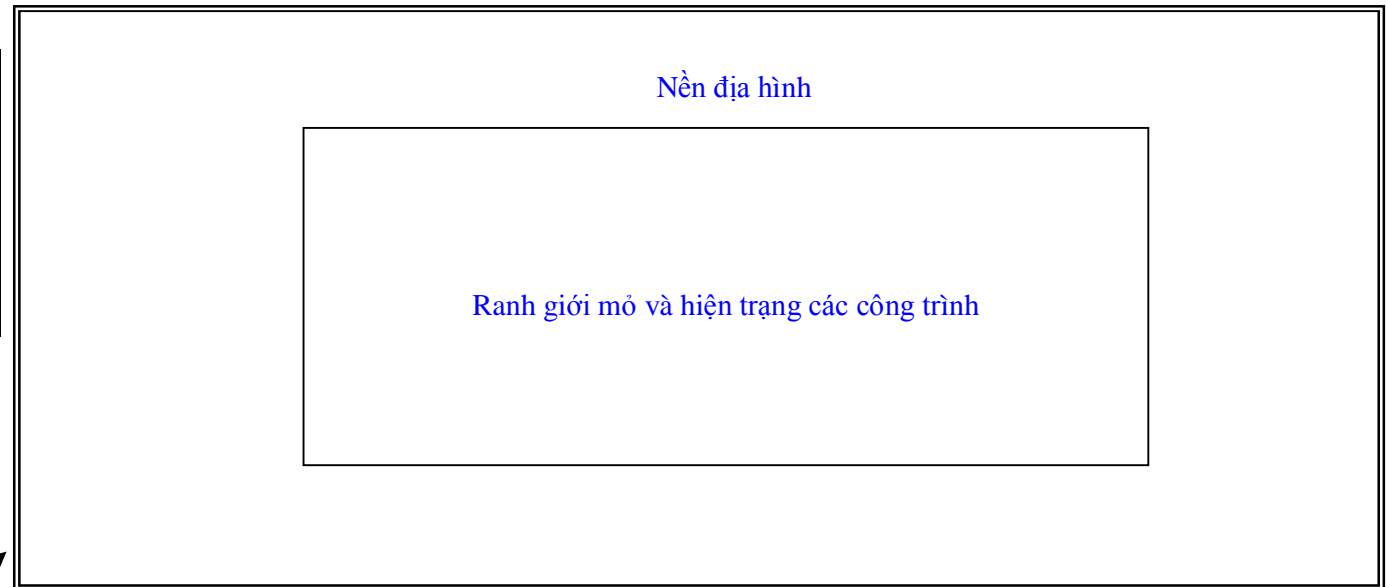 Nền địa hình
Ranh giới mỏ và hiện trạng các công trình